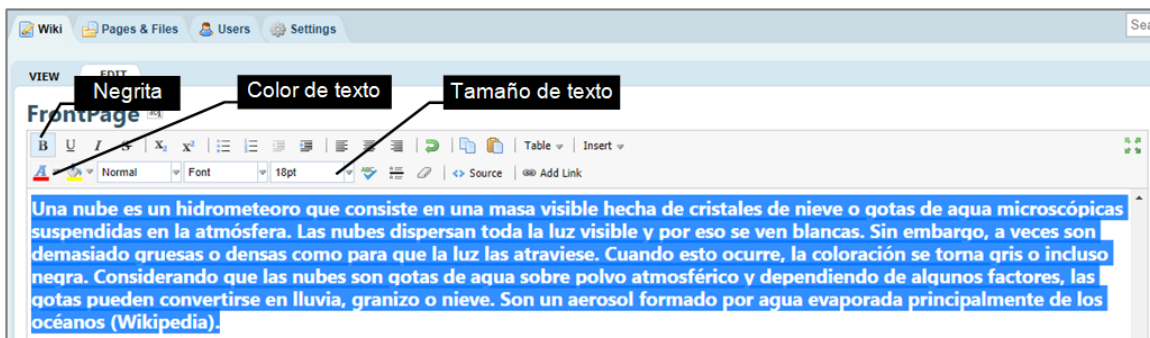 Wiki Pages & Files Users Settings Sea
VIEW EDIT
Negrita Color de texto Tamaño de texto
FrontPage
B U I S X₂ x² Table Insert
A Normal Font 18pt ABC Source Add Link
Una nube es un hidrometeoro que consiste en una masa visible hecha de cristales de nieve o gotas de agua microscópicas
suspendidas en la atmósfera. Las nubes dispersan toda la luz visible y por eso se ven blancas. Sin embargo, a veces son
demasiado gruesas o densas como para que la luz las atraviese. Cuando esto ocurre, la coloración se torna gris o incluso
negra. Considerando que las nubes son gotas de agua sobre polvo atmosférico y dependiendo de algunos factores, las
gotas pueden convertirse en lluvia, granizo o nieve. Son un aerosol formado por agua evaporada principalmente de los
océanos (Wikipedia).